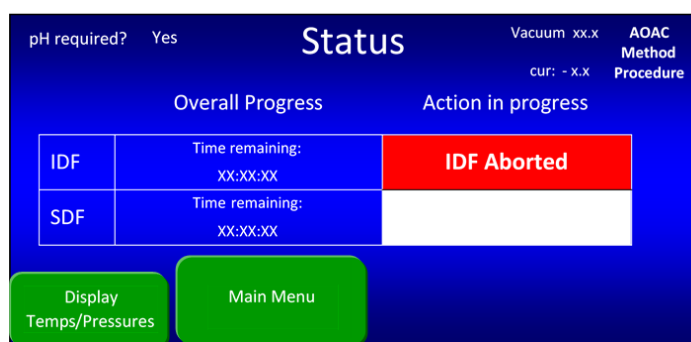 pH required? Yes
Status
Vacuum xx.x
cur: - x.x
AOAC
Method
Procedure
Overall Progress
Action in progress
IDF
Time remaining:
XX:XX:XX
IDF Aborted
SDF
Time remaining:
XX:XX:XX
Display
Temps/Pressures
Main Menu